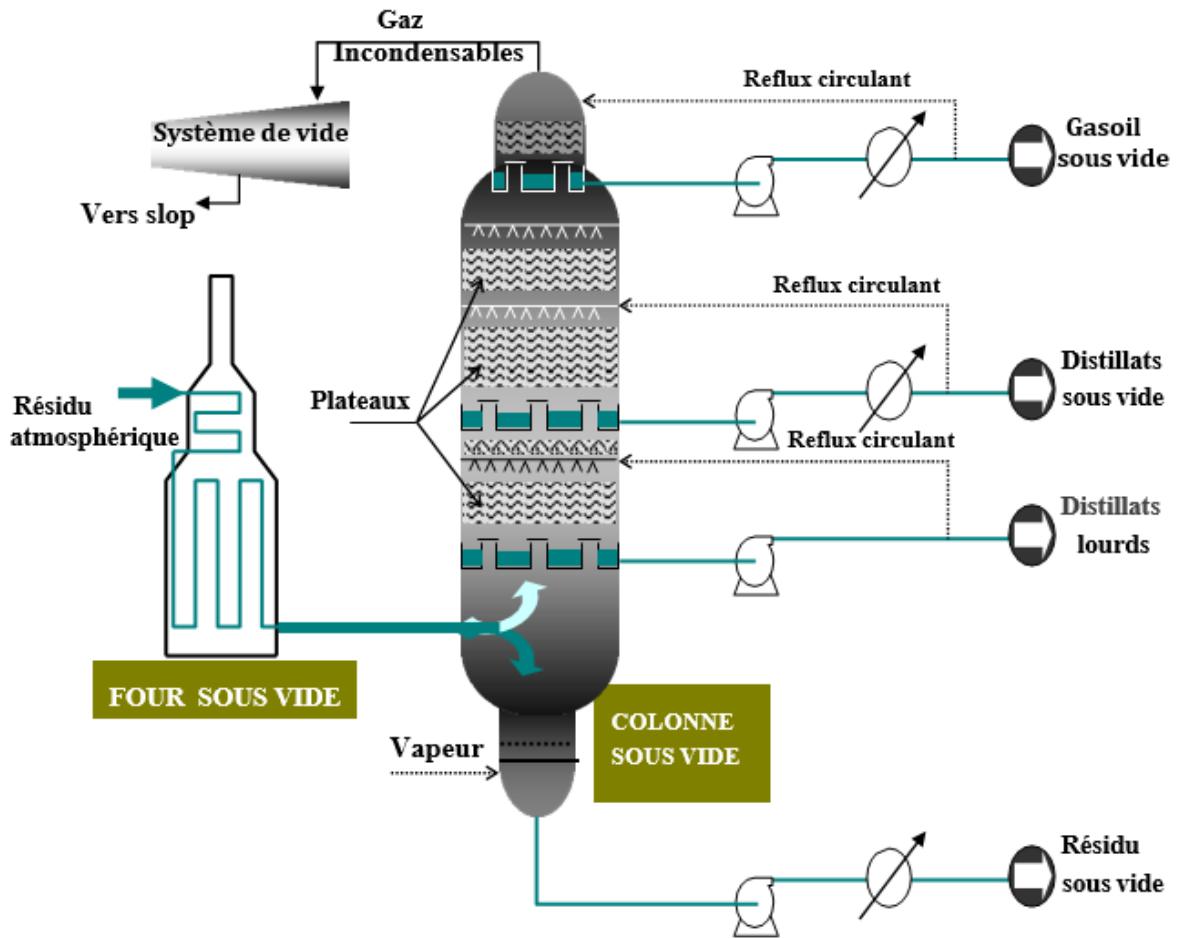 Gaz
Incondensables
Reflux circulant
Système de vide
Gasoil
sous vide
Vers slop
Reflux circulant
Résidu
atmosphérique
Plateaux
Distillats
sous vide
Reflux circulant
Distillats
lourds
FOUR SOUS VIDE
COLONNE
SOUS VIDE
Vapeur
Résidu
sous vide